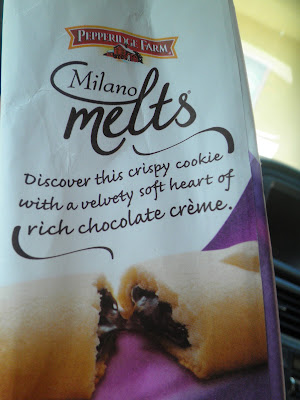 PEPPERIDGE FARM
Milano
melts
Discover this crispy cookie
with a velvety soft heart of
rich chocolate crème.